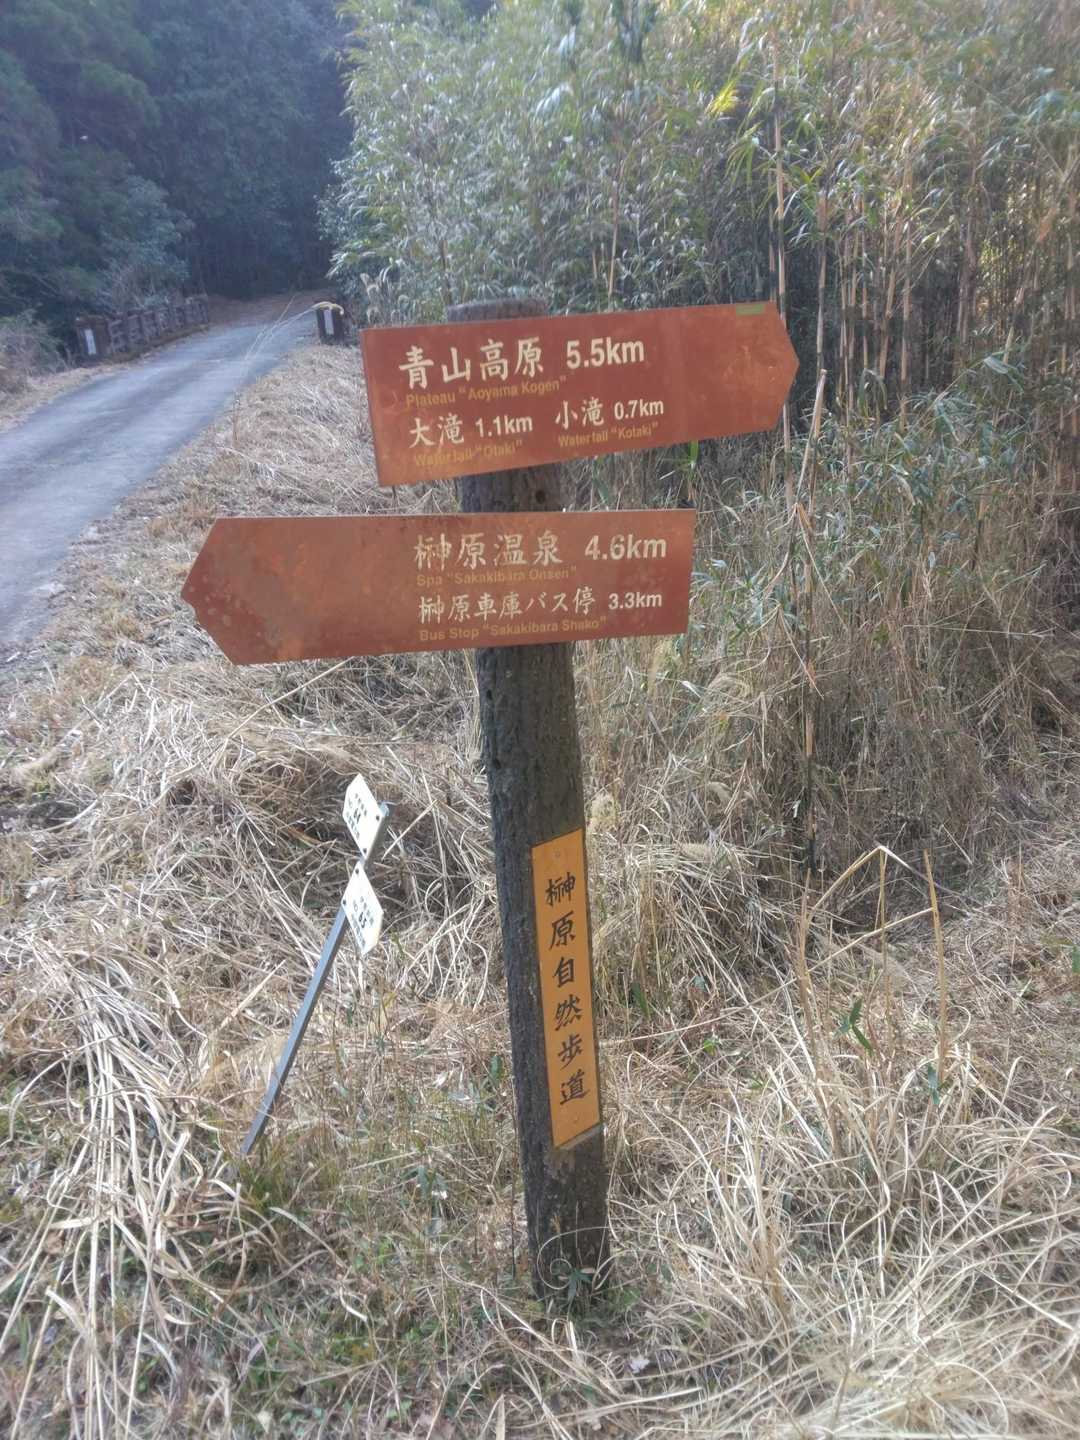 青山高原 5.5km
Plateau "Aoyama Kogen"
大滝 1.1km 小滝 0.7km
Waterfall "Otaki" Waterfall "Kotaki"
榊原温泉 4.6km
Spa "Sakakibara Onsen"
榊原車庫バス停 3.3km
Bus Stop "Sakakibara Shako"
榊原自然歩道